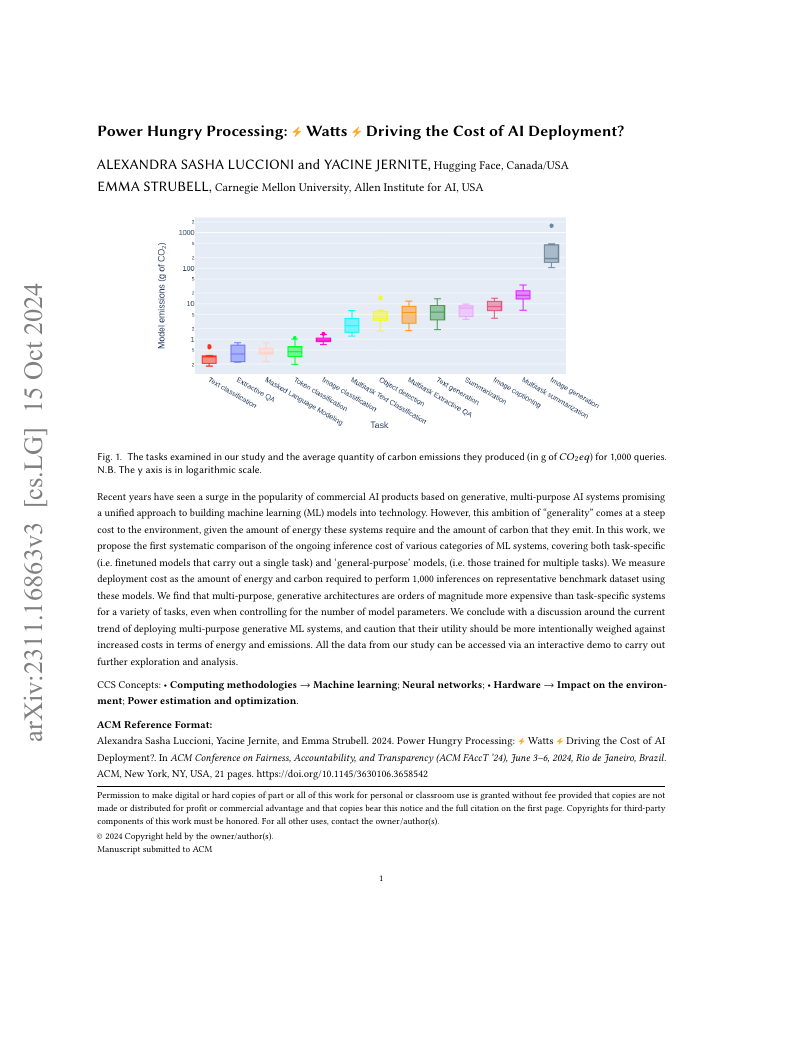 Power Hungry Processing: ⚡ Watts ⚡ Driving the Cost of AI Deployment?
ALEXANDRA SASHA LUCCIONI and YACINE JERNITE, Hugging Face, Canada/USA
EMMA STRUBELL, Carnegie Mellon University, Allen Institute for AI, USA
Model emissions (g of CO₂)
2
1000
5
2
100
5
2
10
5
2
1
5
2
Text classification
Extractive QA
Masked Language Modeling
Token classification
Image classification
Multitask Text Classification
Object detection
Multitask Extractive QA
Text generation
Summarization
Image captioning
Multitask summarization
Image generation
Task
Fig. 1. The tasks examined in our study and the average quantity of carbon emissions they produced (in g of CO₂eq) for 1,000 queries.
N.B. The y axis is in logarithmic scale.
Recent years have seen a surge in the popularity of commercial AI products based on generative, multi-purpose AI systems promising
a unified approach to building machine learning (ML) models into technology. However, this ambition of “generality” comes at a steep
cost to the environment, given the amount of energy these systems require and the amount of carbon that they emit. In this work, we
propose the first systematic comparison of the ongoing inference cost of various categories of ML systems, covering both task-specific
(i.e. finetuned models that carry out a single task) and ‘general-purpose’ models, (i.e. those trained for multiple tasks). We measure
deployment cost as the amount of energy and carbon required to perform 1,000 inferences on representative benchmark dataset using
these models. We find that multi-purpose, generative architectures are orders of magnitude more expensive than task-specific systems
for a variety of tasks, even when controlling for the number of model parameters. We conclude with a discussion around the current
trend of deploying multi-purpose generative ML systems, and caution that their utility should be more intentionally weighed against
increased costs in terms of energy and emissions. All the data from our study can be accessed via an interactive demo to carry out
further exploration and analysis.
CCS Concepts: • Computing methodologies → Machine learning; Neural networks; • Hardware → Impact on the environ-
ment; Power estimation and optimization.
ACM Reference Format:
Alexandra Sasha Luccioni, Yacine Jernite, and Emma Strubell. 2024. Power Hungry Processing: ⚡ Watts ⚡ Driving the Cost of AI
Deployment?. In ACM Conference on Fairness, Accountability, and Transparency (ACM FAccT ’24), June 3–6, 2024, Rio de Janeiro, Brazil.
ACM, New York, NY, USA, 21 pages. https://doi.org/10.1145/3630106.3658542
Permission to make digital or hard copies of part or all of this work for personal or classroom use is granted without fee provided that copies are not
made or distributed for profit or commercial advantage and that copies bear this notice and the full citation on the first page. Copyrights for third-party
components of this work must be honored. For all other uses, contact the owner/author(s).
© 2024 Copyright held by the owner/author(s).
Manuscript submitted to ACM
1
arXiv:2311.16863v3 [cs.LG] 15 Oct 2024